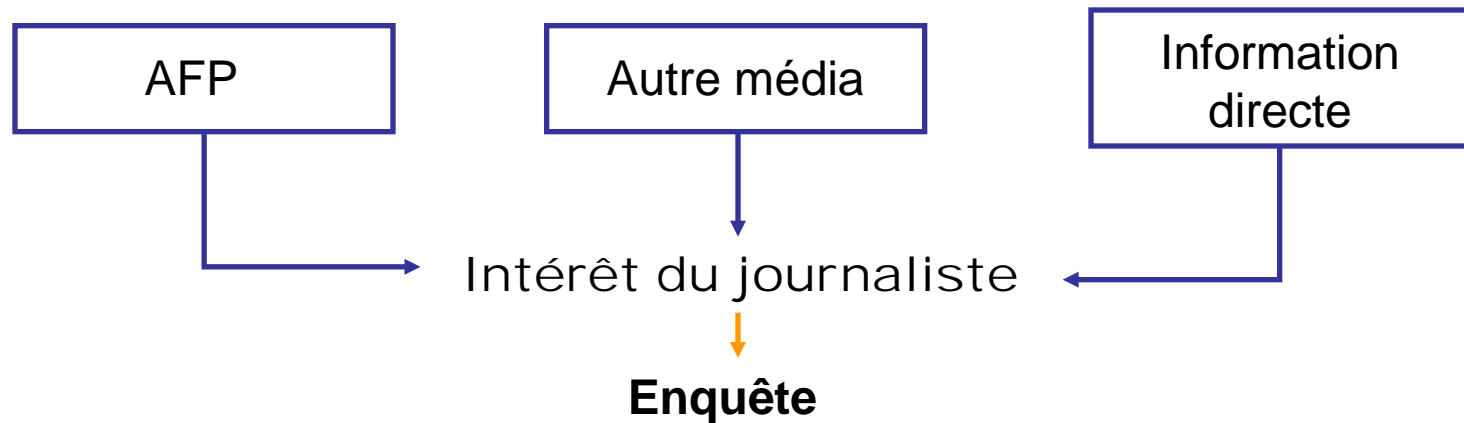 AFP
Autre média
Information
directe
Intérêt du journaliste
Enquête